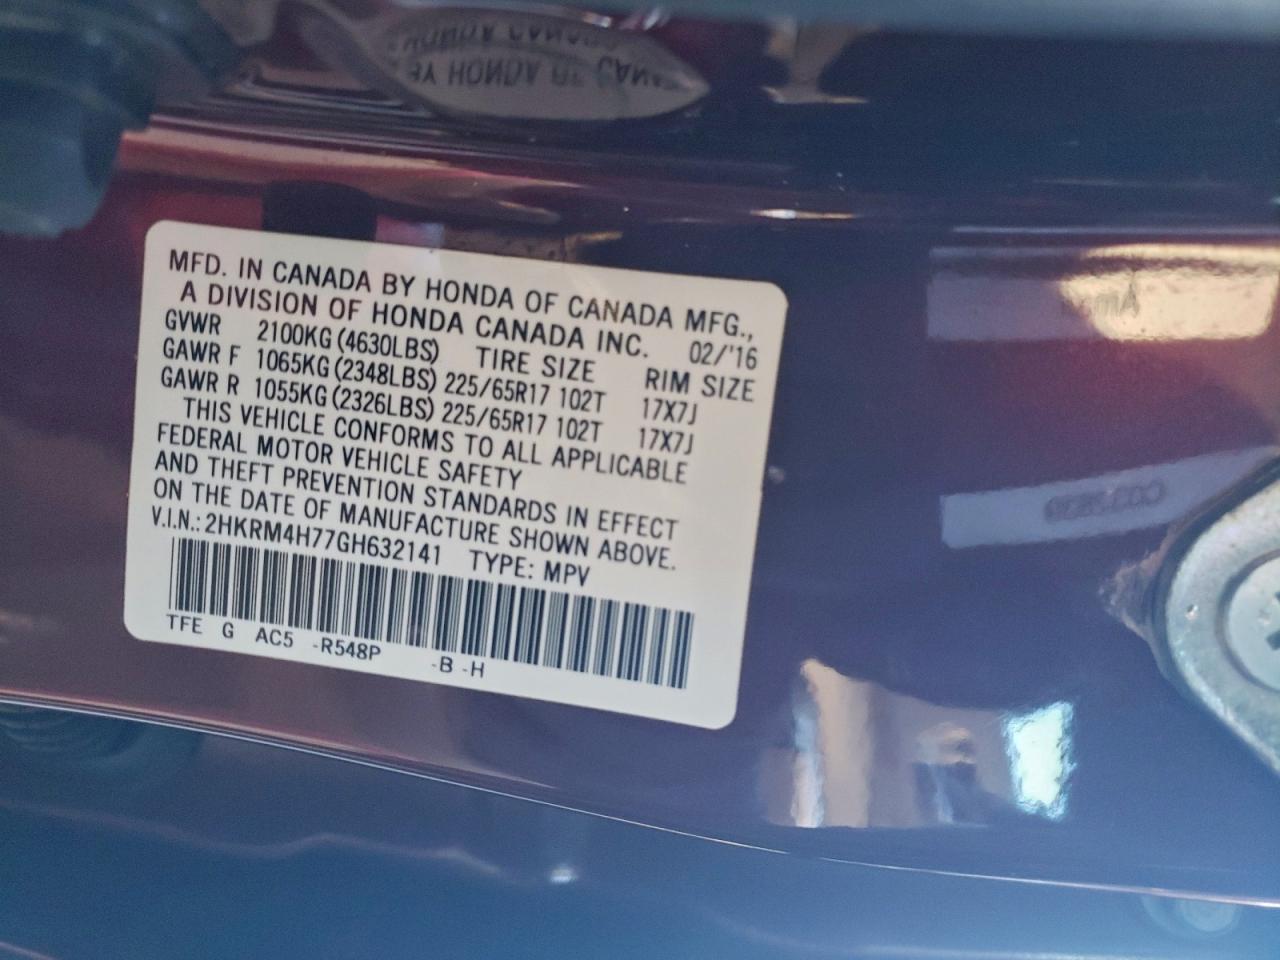 MFD. IN CANADA BY HONDA OF CANADA MFG.,
A DIVISION OF HONDA CANADA INC. 02/'16
GVWR 2100KG (4630LBS) TIRE SIZE RIM SIZE
GAWR F 1065KG (2348LBS) 225/65R17 102T 17X7J
GAWR R 1055KG (2326LBS) 225/65R17 102T 17X7J
THIS VEHICLE CONFORMS TO ALL APPLICABLE
FEDERAL MOTOR VEHICLE SAFETY
AND THEFT PREVENTION STANDARDS IN EFFECT
ON THE DATE OF MANUFACTURE SHOWN ABOVE.
V.I.N.: 2HKRM4H77GH632141 TYPE: MPV
TFE G AC5 -R548P -B -H